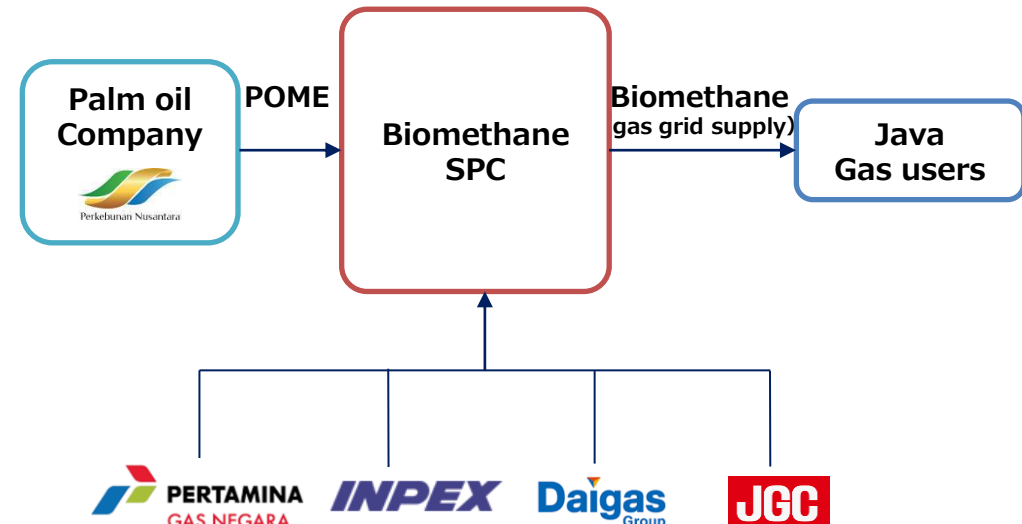 Palm oil
Company
Perkebunan Nusantara
POME
Biomethane
SPC
Biomethane
gas grid supply)
Java
Gas users
PERTAMINA
GAS NEGARA
INPEX
Daigas
Group
JGC